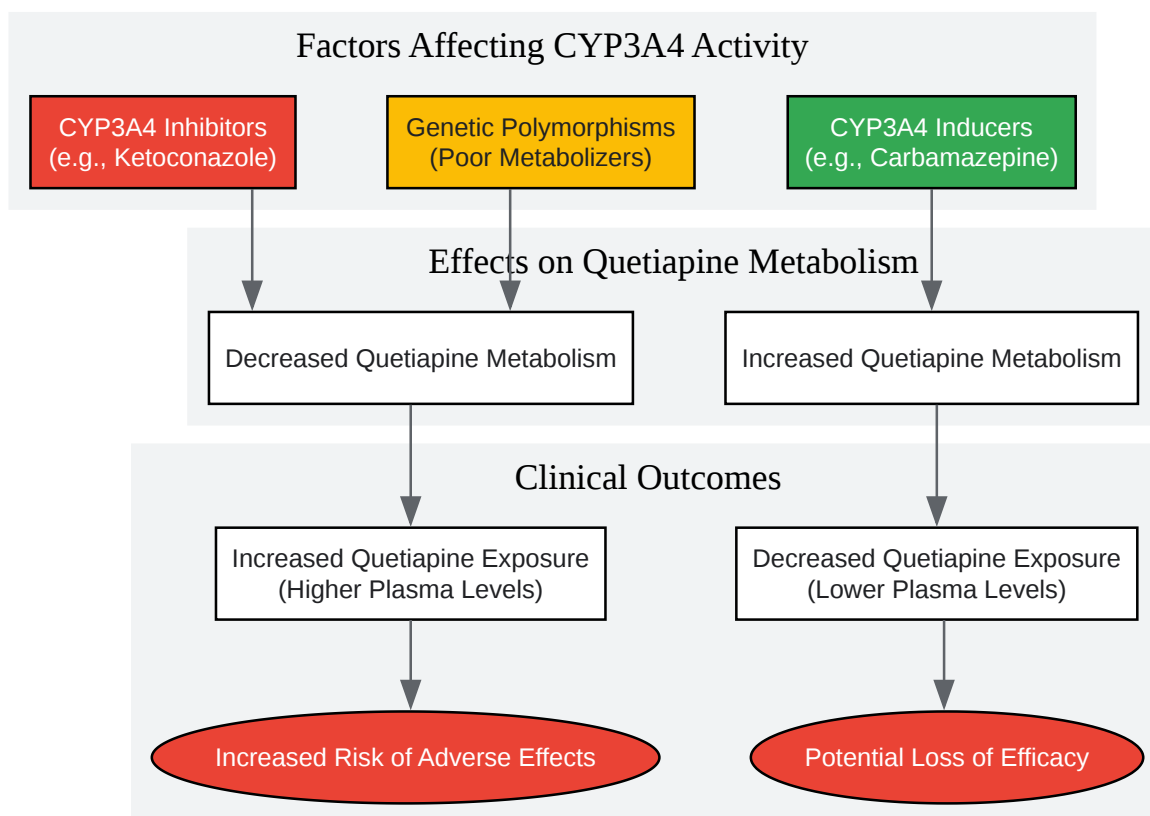 Factors Affecting CYP3A4 Activity
CYP3A4 Inhibitors
(e.g., Ketoconazole)
Genetic Polymorphisms
(Poor Metabolizers)
CYP3A4 Inducers
(e.g., Carbamazepine)
Effects on Quetiapine Metabolism
Decreased Quetiapine Metabolism
Increased Quetiapine Metabolism
Clinical Outcomes
Increased Quetiapine Exposure
(Higher Plasma Levels)
Decreased Quetiapine Exposure
(Lower Plasma Levels)
Increased Risk of Adverse Effects
Potential Loss of Efficacy